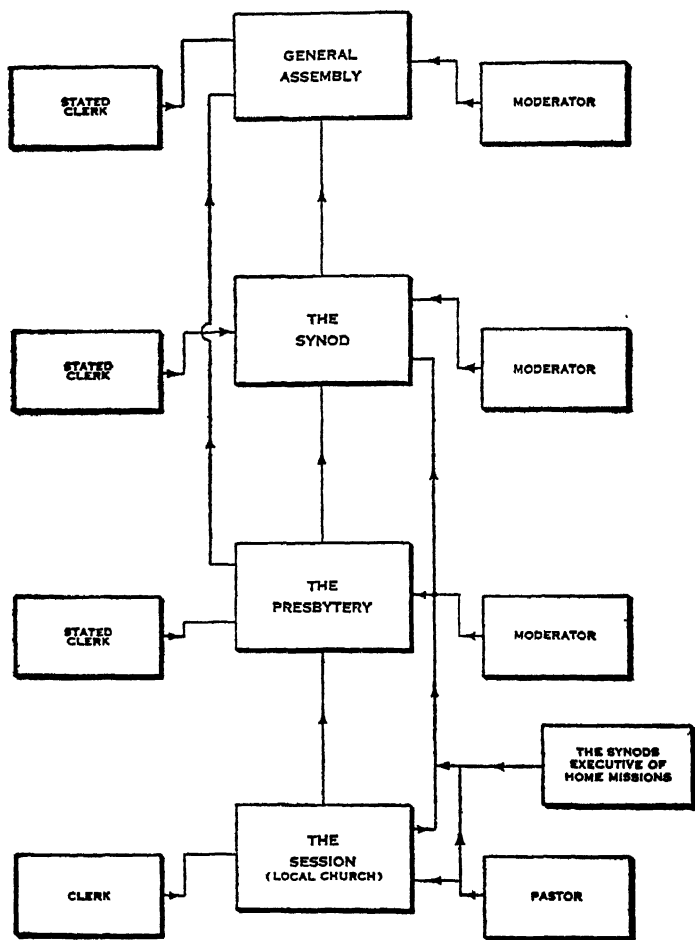 GENERAL
ASSEMBLY
STATED
CLERK
MODERATOR
THE
SYNOD
STATED
CLERK
MODERATOR
THE
PRESBYTERY
STATED
CLERK
MODERATOR
THE SYNODS
EXECUTIVE OF
HOME MISSIONS
THE
SESSION
(LOCAL CHURCH)
CLERK
PASTOR